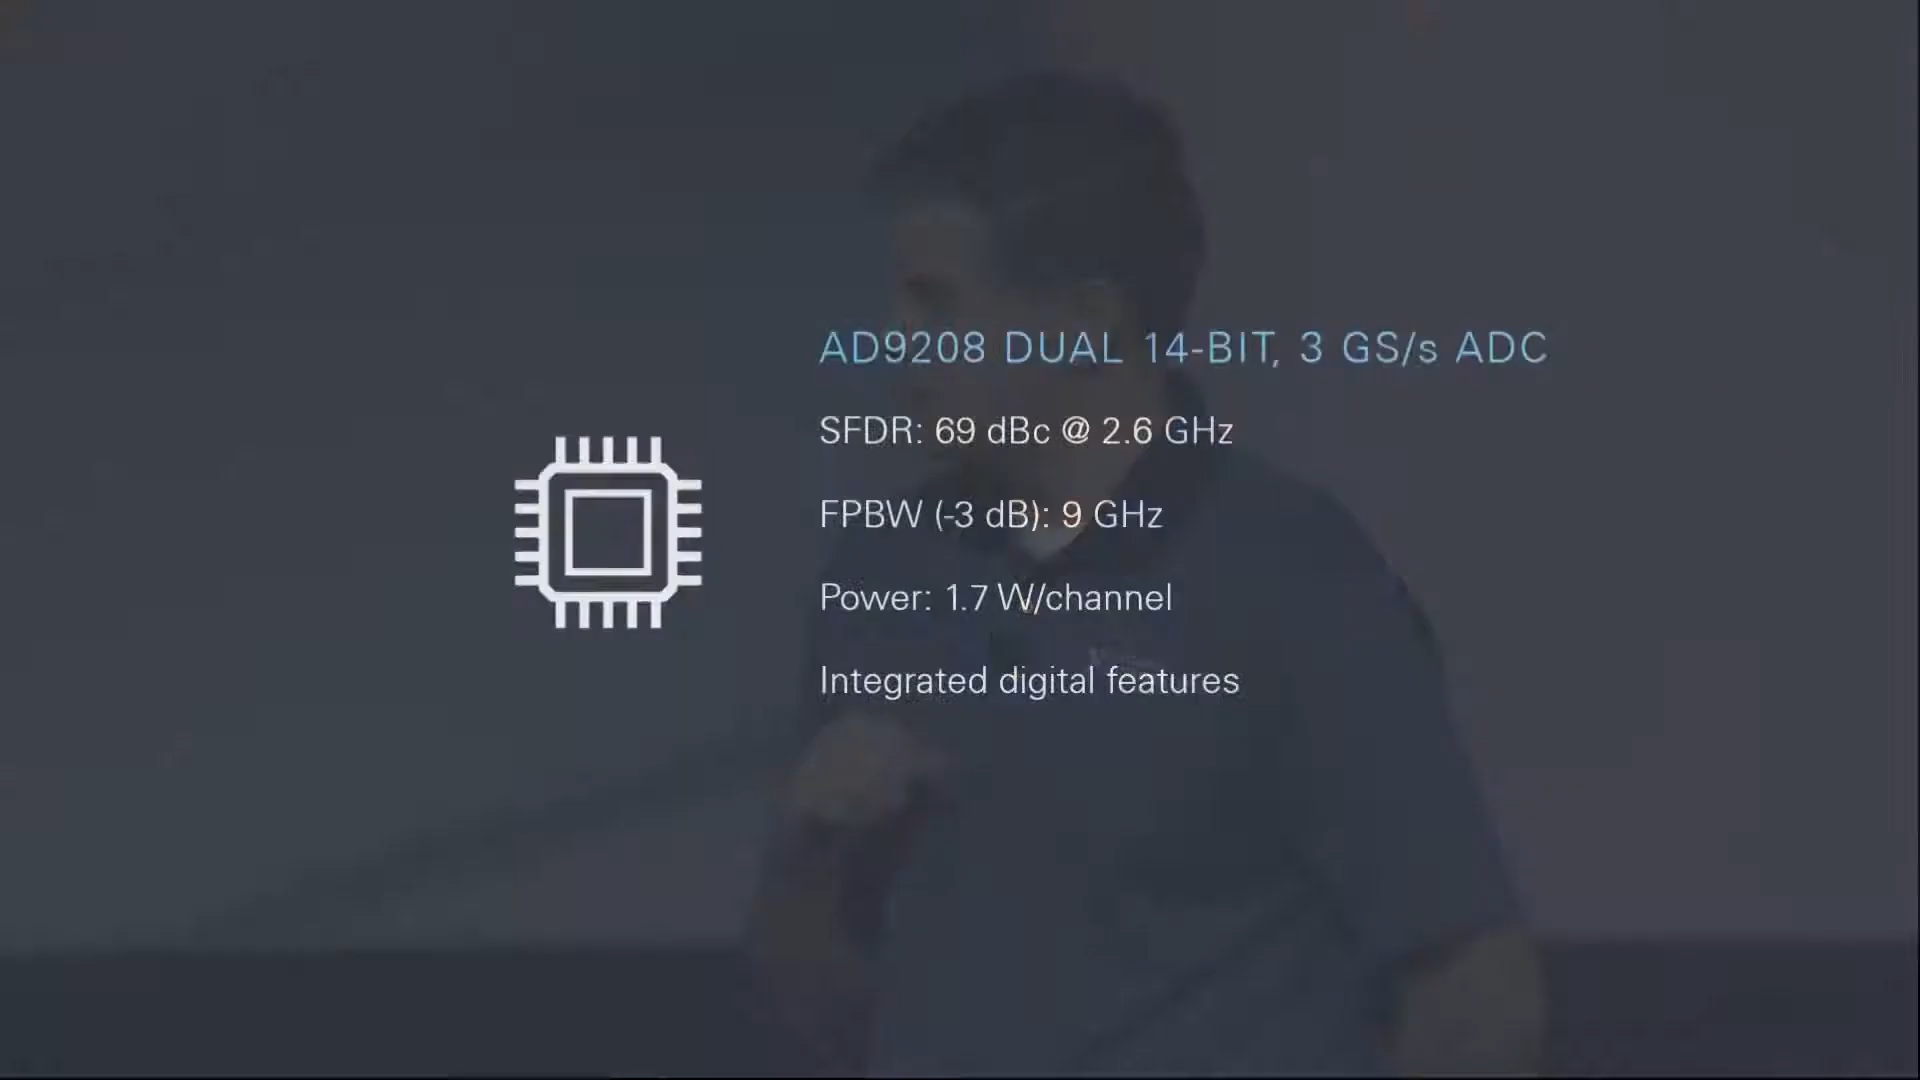 AD9208 DUAL 14-BIT, 3 GS/s ADC
SFDR: 69 dBc @ 2.6 GHz
FPBW (-3 dB): 9 GHz
Power: 1.7 W/channel
Integrated digital features